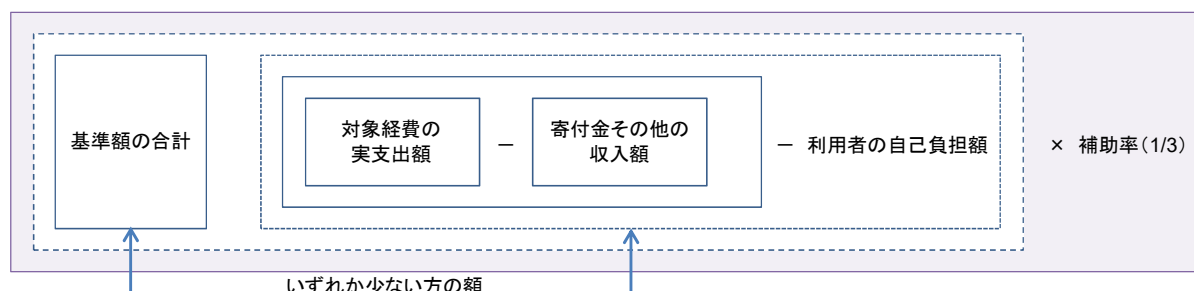 基準額の合計
対象経費の
実支出額
－
寄付金その他の
収入額
－ 利用者の自己負担額
× 補助率（1/3）
いずれか少ない方の額